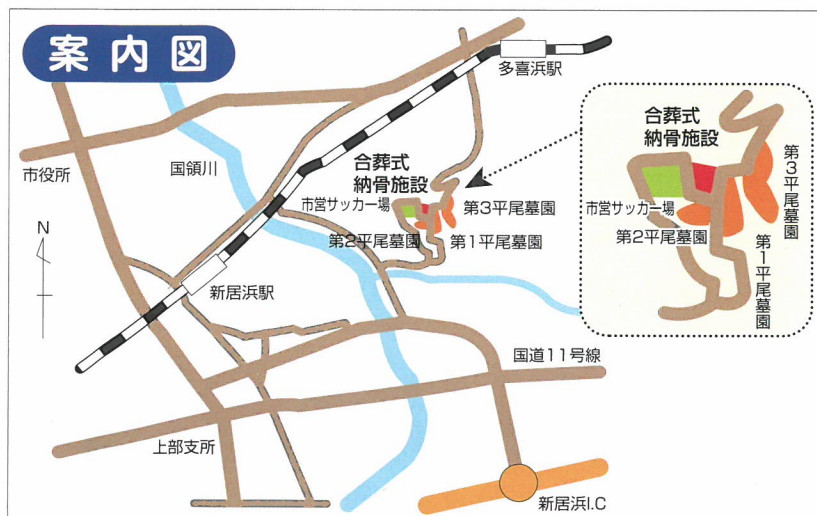 案内図
多喜浜駅
市役所
国領川
合葬式
納骨施設
市営サッカー場
第3平尾墓園
第2平尾墓園
第1平尾墓園
N
新居浜駅
国道11号線
上部支所
新居浜I.C
合葬式
納骨施設
市営サッカー場
第2平尾墓園
第3平尾墓園
第1平尾墓園